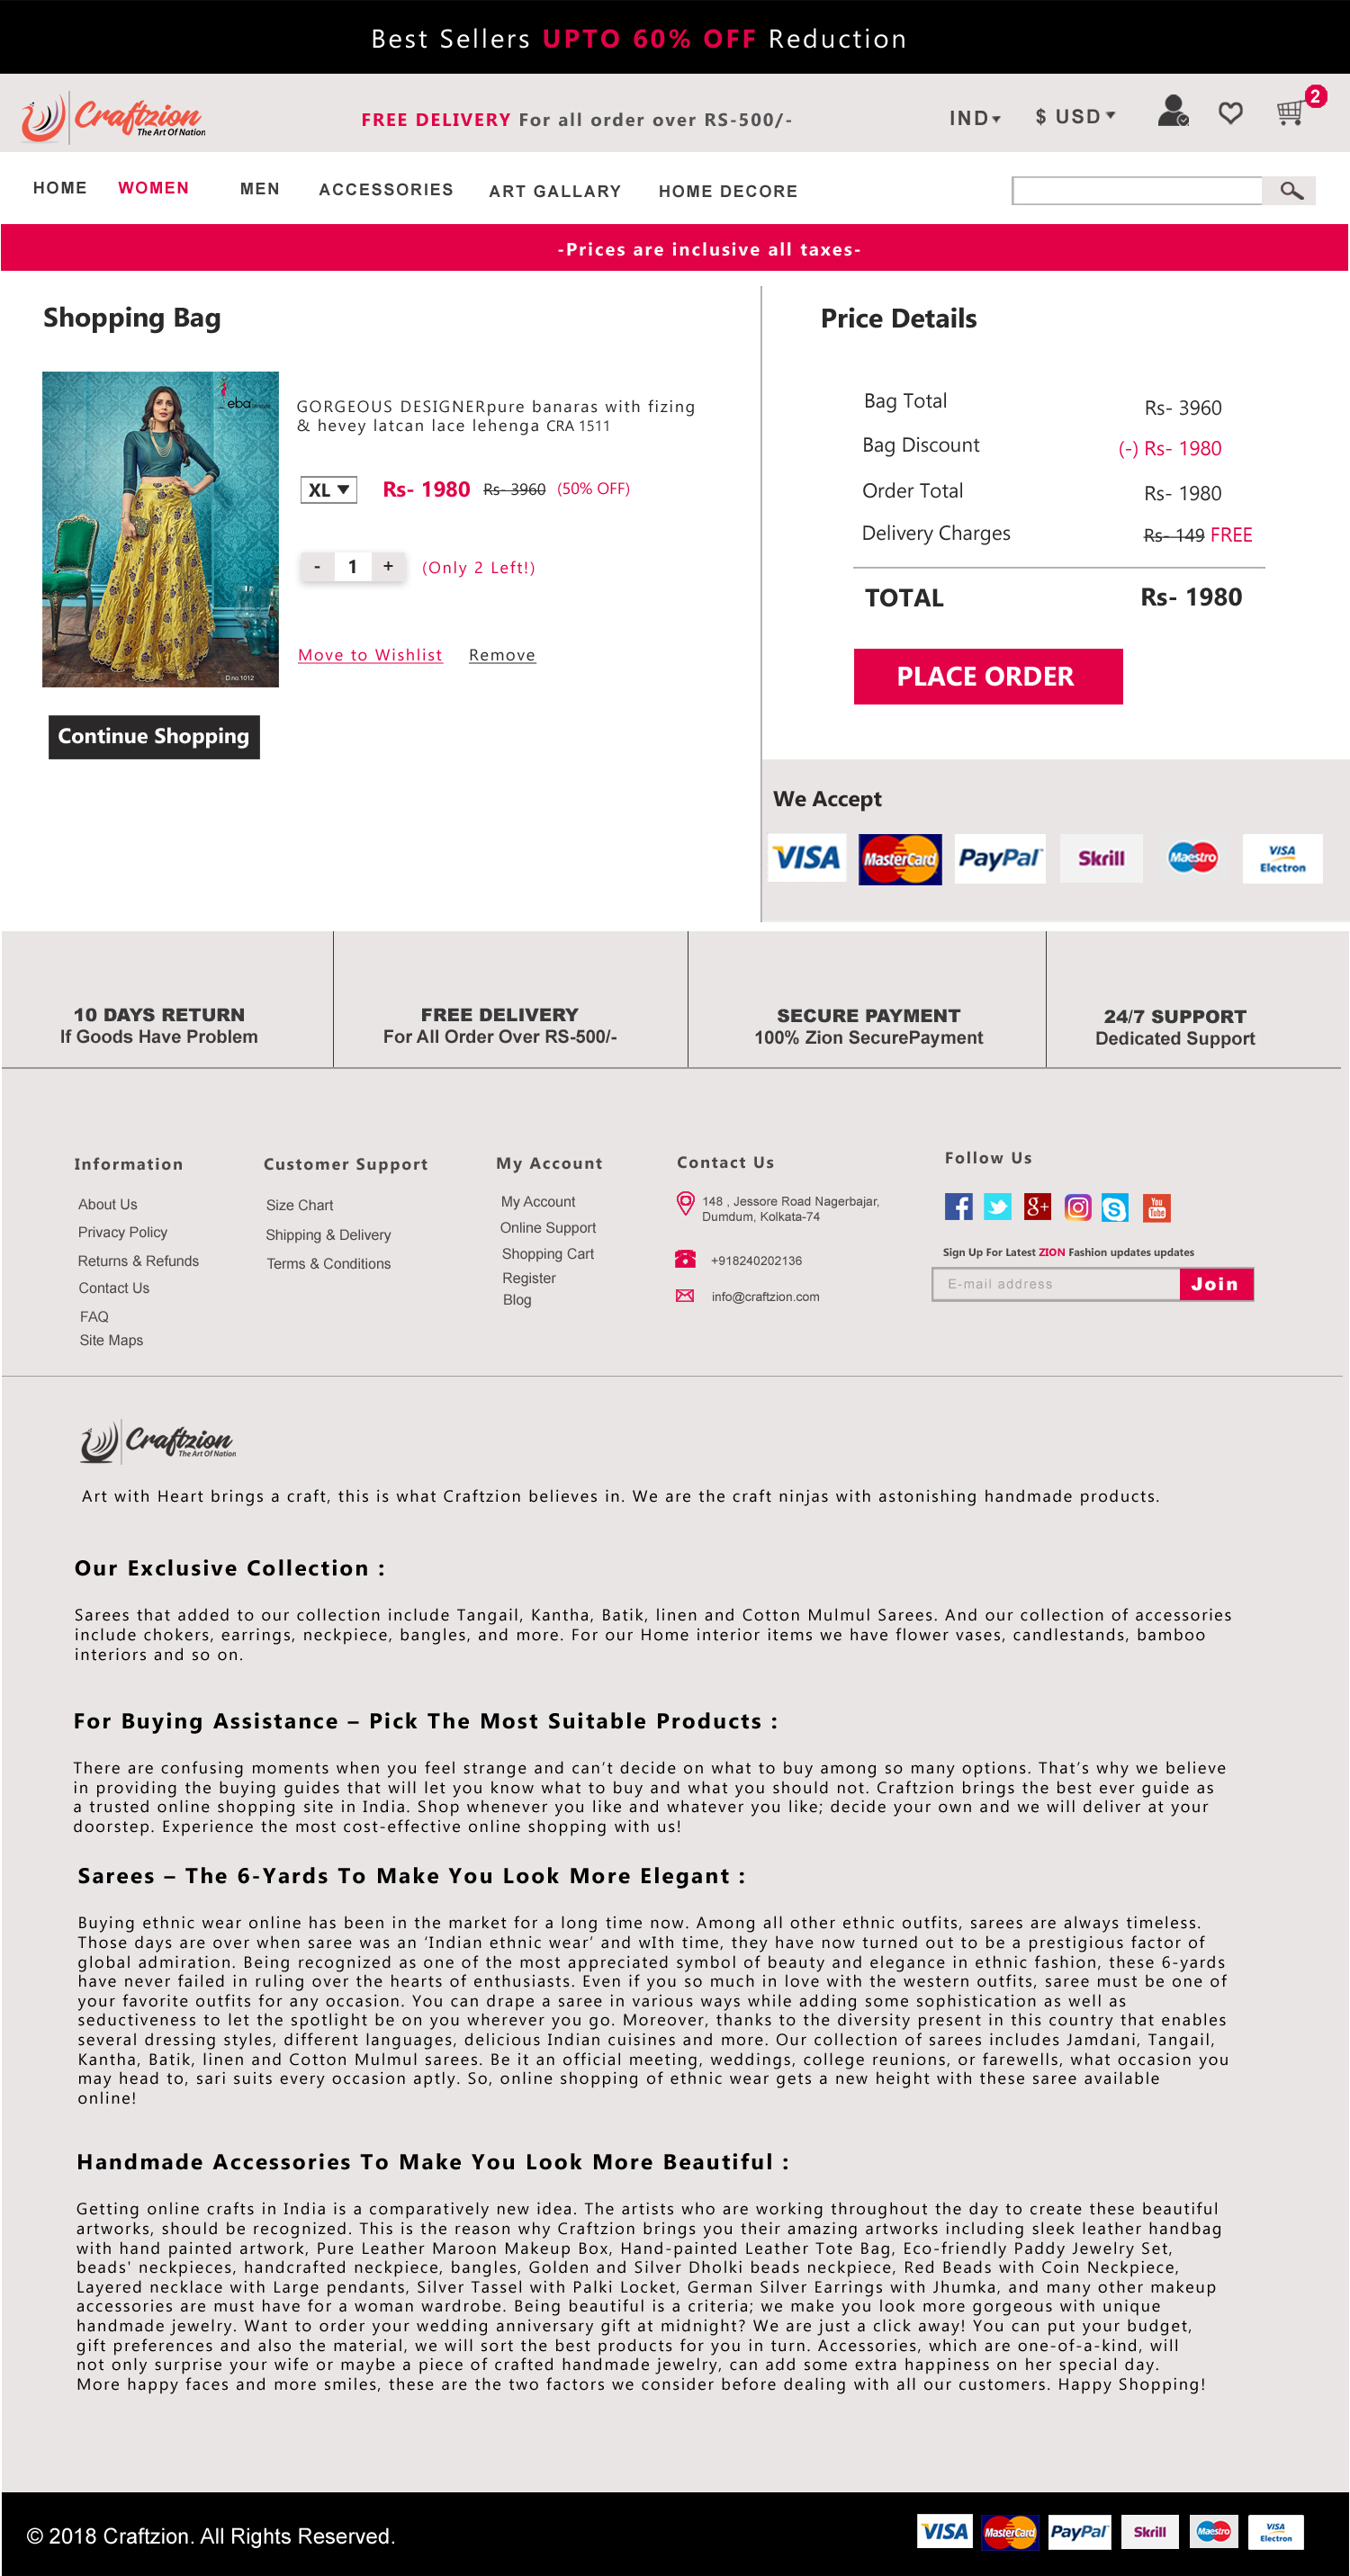 Best Sellers UPTO 60% OFF Reduction
Craftzion
The Art Of Nation
FREE DELIVERY For all order over RS-500/-
IND
$ USD
2
HOME WOMEN MEN ACCESSORIES ART GALLARY HOME DECORE
-Prices are inclusive all taxes-
Shopping Bag
eba
D.no.1012
GORGEOUS DESIGNERpure banaras with fizing
& hevey latcan lace lehenga CRA 1511
XL Rs- 1980 Rs- 3960 (50% OFF)
- 1 + (Only 2 Left!)
Move to Wishlist Remove
Continue Shopping
Price Details
Bag Total Rs- 3960
Bag Discount (-) Rs- 1980
Order Total Rs- 1980
Delivery Charges Rs- 149 FREE
TOTAL Rs- 1980
PLACE ORDER
We Accept
VISA MasterCard PayPal Skrill Maestro VISA Electron
10 DAYS RETURN
If Goods Have Problem
FREE DELIVERY
For All Order Over RS-500/-
SECURE PAYMENT
100% Zion SecurePayment
24/7 SUPPORT
Dedicated Support
Information
About Us
Privacy Policy
Returns & Refunds
Contact Us
FAQ
Site Maps
Customer Support
Size Chart
Shipping & Delivery
Terms & Conditions
My Account
My Account
Online Support
Shopping Cart
Register
Blog
Contact Us
148 , Jessore Road Nagerbajar,
Dumdum, Kolkata-74
+918240202136
info@craftzion.com
Follow Us
f g+ S You Tube
Sign Up For Latest ZION Fashion updates updates
E-mail address Join
Craftzion
The Art Of Nation
Art with Heart brings a craft, this is what Craftzion believes in. We are the craft ninjas with astonishing handmade products.
Our Exclusive Collection :
Sarees that added to our collection include Tangail, Kantha, Batik, linen and Cotton Mulmul Sarees. And our collection of accessories
include chokers, earrings, neckpiece, bangles, and more. For our Home interior items we have flower vases, candlestands, bamboo
interiors and so on.
For Buying Assistance – Pick The Most Suitable Products :
There are confusing moments when you feel strange and can't decide on what to buy among so many options. That's why we believe
in providing the buying guides that will let you know what to buy and what you should not. Craftzion brings the best ever guide as
a trusted online shopping site in India. Shop whenever you like and whatever you like; decide your own and we will deliver at your
doorstep. Experience the most cost-effective online shopping with us!
Sarees – The 6-Yards To Make You Look More Elegant :
Buying ethnic wear online has been in the market for a long time now. Among all other ethnic outfits, sarees are always timeless.
Those days are over when saree was an 'Indian ethnic wear' and wIth time, they have now turned out to be a prestigious factor of
global admiration. Being recognized as one of the most appreciated symbol of beauty and elegance in ethnic fashion, these 6-yards
have never failed in ruling over the hearts of enthusiasts. Even if you so much in love with the western outfits, saree must be one of
your favorite outfits for any occasion. You can drape a saree in various ways while adding some sophistication as well as
seductiveness to let the spotlight be on you wherever you go. Moreover, thanks to the diversity present in this country that enables
several dressing styles, different languages, delicious Indian cuisines and more. Our collection of sarees includes Jamdani, Tangail,
Kantha, Batik, linen and Cotton Mulmul sarees. Be it an official meeting, weddings, college reunions, or farewells, what occasion you
may head to, sari suits every occasion aptly. So, online shopping of ethnic wear gets a new height with these saree available
online!
Handmade Accessories To Make You Look More Beautiful :
Getting online crafts in India is a comparatively new idea. The artists who are working throughout the day to create these beautiful
artworks, should be recognized. This is the reason why Craftzion brings you their amazing artworks including sleek leather handbag
with hand painted artwork, Pure Leather Maroon Makeup Box, Hand-painted Leather Tote Bag, Eco-friendly Paddy Jewelry Set,
beads' neckpieces, handcrafted neckpiece, bangles, Golden and Silver Dholki beads neckpiece, Red Beads with Coin Neckpiece,
Layered necklace with Large pendants, Silver Tassel with Palki Locket, German Silver Earrings with Jhumka, and many other makeup
accessories are must have for a woman wardrobe. Being beautiful is a criteria; we make you look more gorgeous with unique
handmade jewelry. Want to order your wedding anniversary gift at midnight? We are just a click away! You can put your budget,
gift preferences and also the material, we will sort the best products for you in turn. Accessories, which are one-of-a-kind, will
not only surprise your wife or maybe a piece of crafted handmade jewelry, can add some extra happiness on her special day.
More happy faces and more smiles, these are the two factors we consider before dealing with all our customers. Happy Shopping!
© 2018 Craftzion. All Rights Reserved.
VISA MasterCard PayPal Skrill Maestro VISA Electron